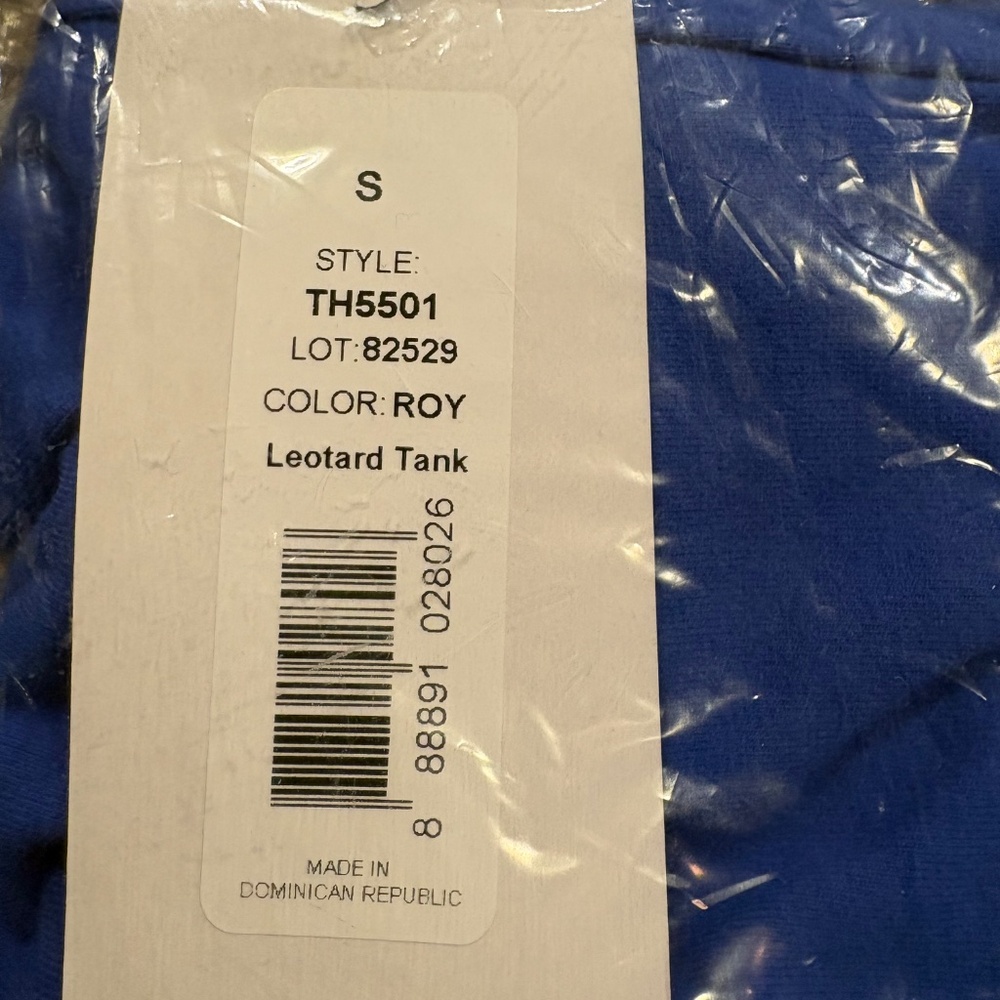 S
STYLE:
TH5501
LOT:82529
COLOR: ROY
Leotard Tank
8 88891 028026
MADE IN
DOMINICAN REPUBLIC